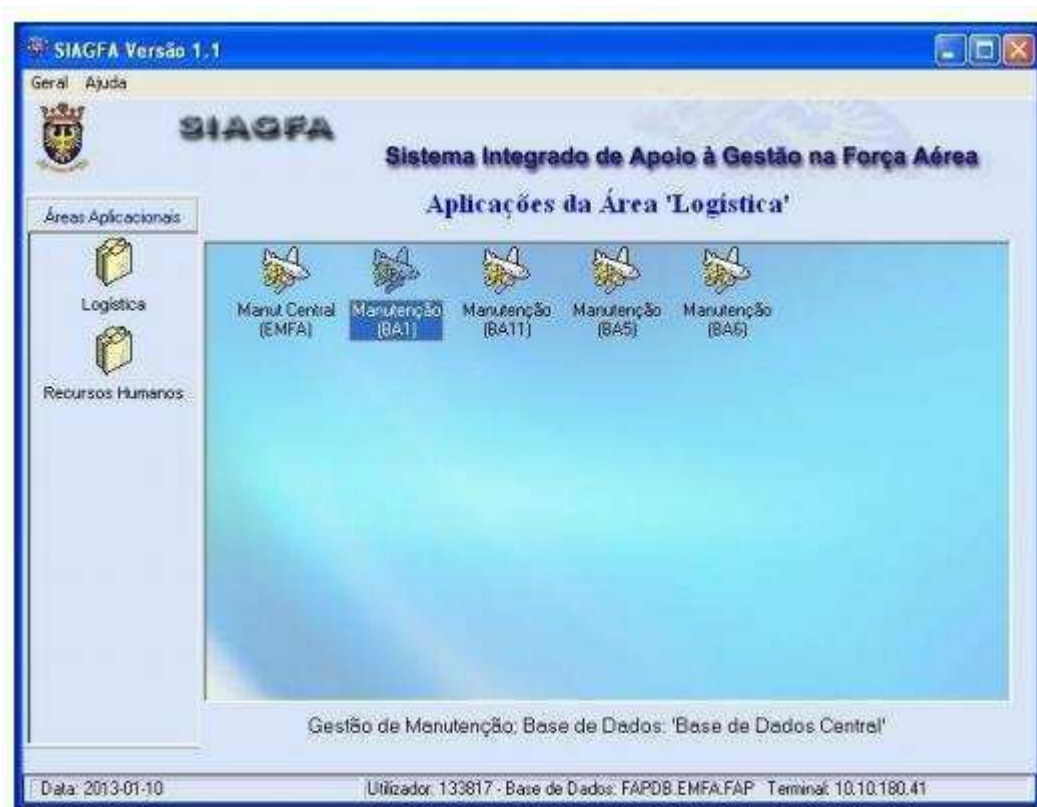 SIAGFA Versão 1.1
Geral Ajuda
SIAGFA
Sistema Integrado de Apoio à Gestão na Força Aérea
Aplicações da Área 'Logística'
Áreas Aplicacionais
Logística
Recursos Humanos
Manut Central
(EMFA)
Manutenção
(BA1)
Manutenção
(BA11)
Manutenção
(BA5)
Manutenção
(BA6)
Gestão de Manutenção; Base de Dados: 'Base de Dados Central'
Data: 2013-01-10
Utilizador: 133817 - Base de Dados: FAPDB.EMFA.FAP Terminal: 10.10.180.41